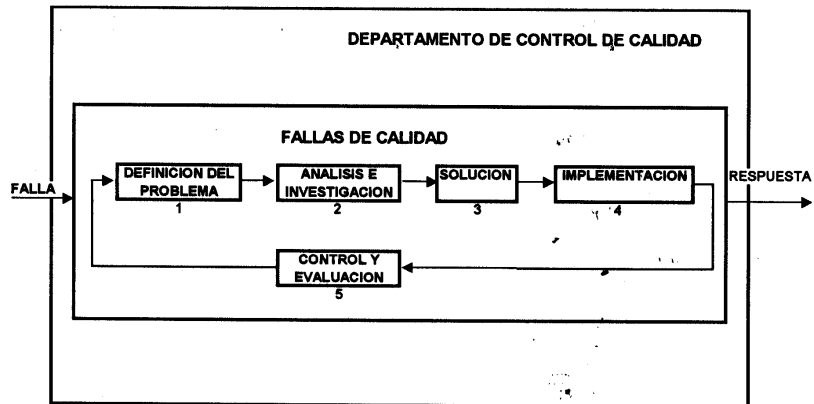 DEPARTAMENTO DE CONTROL DE CALIDAD
FALLAS DE CALIDAD
FALLA
DEFINICION DEL
PROBLEMA
1
ANALISIS E
INVESTIGACION
2
SOLUCION
3
IMPLEMENTACION
4
RESPUESTA
CONTROL Y
EVALUACION
5